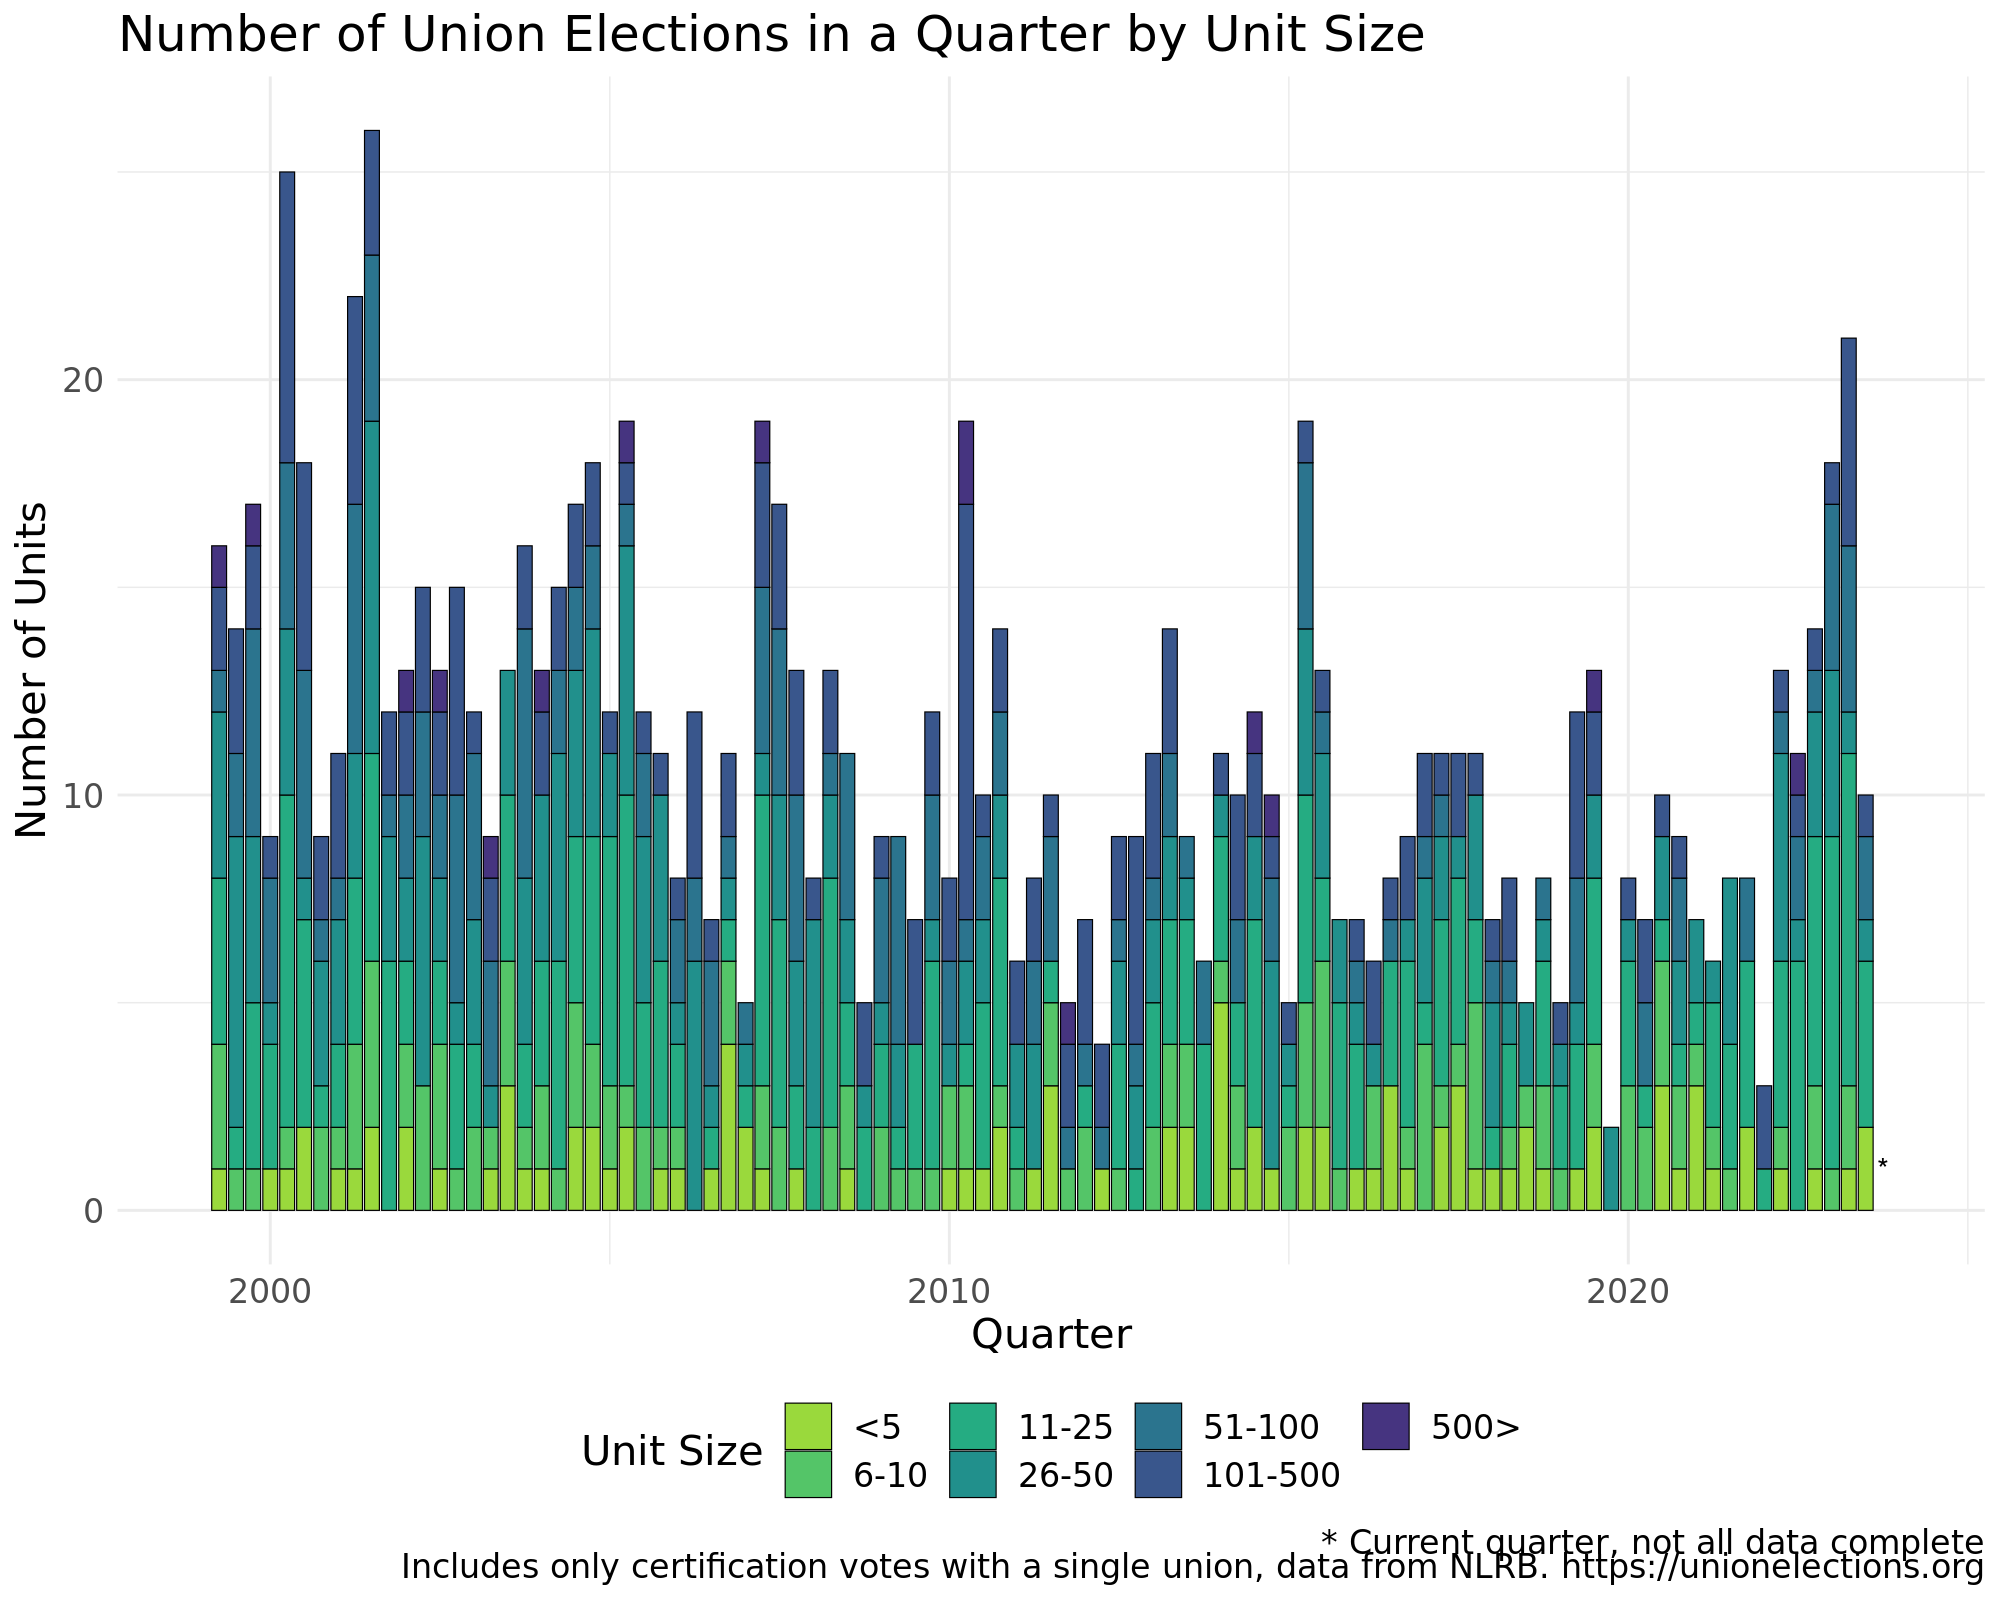 Number of Union Elections in a Quarter by Unit Size
Number of Units
20
10
0
*
2000 2010 2020
Quarter
Unit Size
<5 11-25 51-100 500>
6-10 26-50 101-500
* Current quarter, not all data complete
Includes only certification votes with a single union, data from NLRB. https://unionelections.org